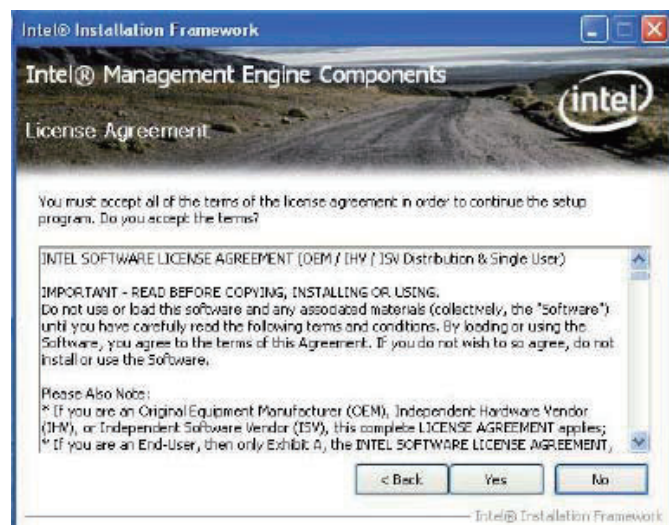 Intel® Installation Framework
Intel® Management Engine Components
intel
License Agreement
You must accept all of the terms of the license agreement in order to continue the setup
program. Do you accept the terms?
INTEL SOFTWARE LICENSE AGREEMENT (OEM / IHV / ISV Distribution & Single User)
IMPORTANT - READ BEFORE COPYING, INSTALLING OR USING.
Do not use or load this software and any associated materials (collectively, the "Software")
until you have carefully read the following terms and conditions. By loading or using the
Software, you agree to the terms of this Agreement. If you do not wish to so agree, do not
install or use the Software.
Please Also Note:
* If you are an Original Equipment Manufacturer (OEM), Independent Hardware Vendor
(IHV), or Independent Software Vendor (ISV), this complete LICENSE AGREEMENT applies;
* If you are an End-User, then only Exhibit A, the INTEL SOFTWARE LICENSE AGREEMENT,
< Back Yes No
Intel® Installation Framework